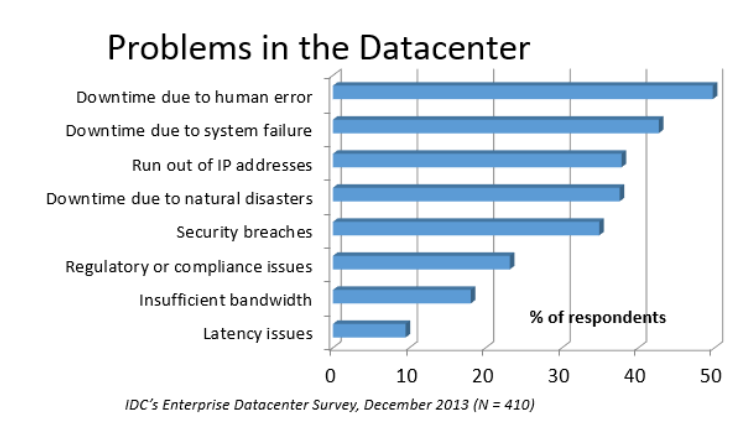 Problems in the Datacenter
Downtime due to human error
Downtime due to system failure
Run out of IP addresses
Downtime due to natural disasters
Security breaches
Regulatory or compliance issues
Insufficient bandwidth
% of respondents
Latency issues
0 10 20 30 40 50
IDC's Enterprise Datacenter Survey, December 2013 (N = 410)